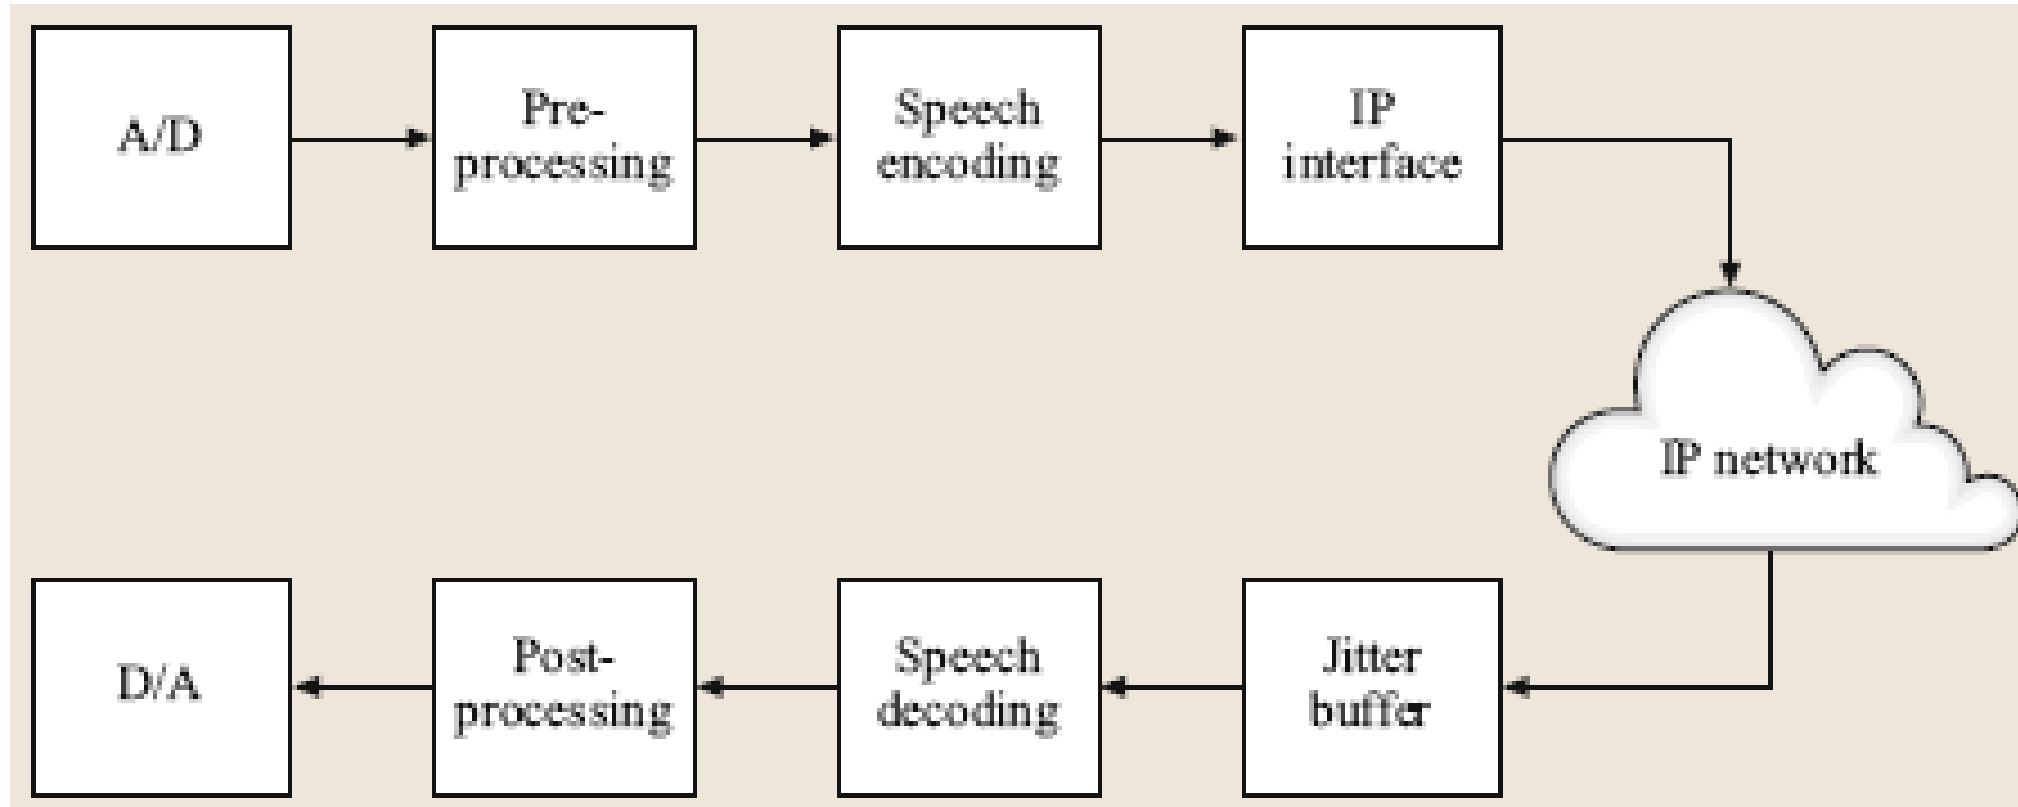 A/D
Pre-
processing
Speech
encoding
IP
interface
IP network
D/A
Post-
processing
Speech
decoding
Jitter
buffer